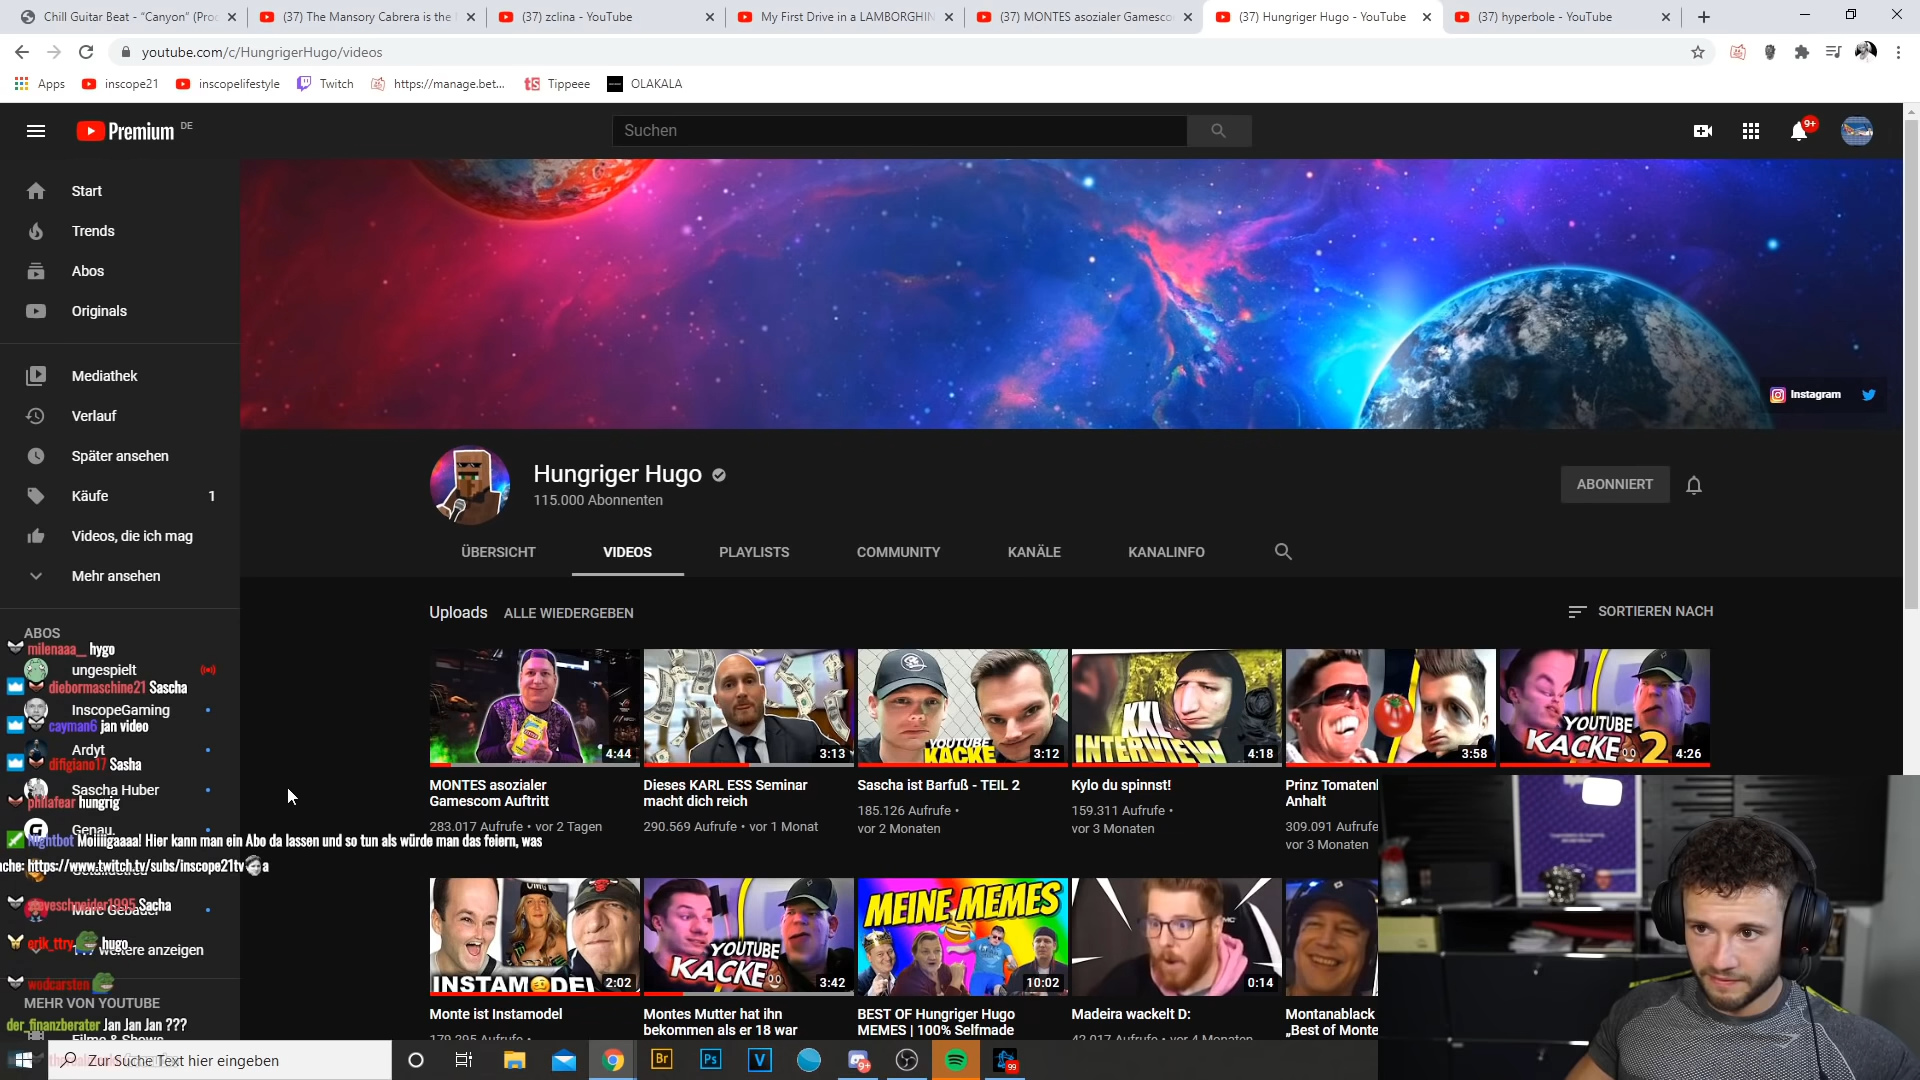 Chill Guitar Beat - "Canyon" (Proc
(37) The Mansory Cabrera is the
(37) zclina - YouTube
My First Drive in a LAMBORGHIN
(37) MONTES asozialer Gamesco
(37) Hungriger Hugo - YouTube
(37) hyperbole - YouTube
youtube.com/c/HungrigerHugo/videos
Apps
inscope21
inscopelifestyle
Twitch
https://manage.bet...
Tippeee
OLAKALA
Premium DE
Suchen
9+
Start
Trends
Abos
Originals
Mediathek
Verlauf
Später ansehen
Käufe 1
Videos, die ich mag
Mehr ansehen
Instagram
Hungriger Hugo
115.000 Abonnenten
ABONNIERT
ÜBERSICHT VIDEOS PLAYLISTS COMMUNITY KANÄLE KANALINFO
Uploads ALLE WIEDERGEBEN
SORTIEREN NACH
ABOS
milenaaa_ hygo
ungespielt
diebormaschine21 Sascha
InscopeGaming
cayman6 jan video
Ardyt
difigiano17 Sasha
Sascha Huber
philafear hungrig
Genau.
Nightbot Moiiiigaaaa! Hier kann man ein Abo da lassen und so tun als würde man das feiern, was
ache: https://www.twitch.tv/subs/inscope21tv a
Marc Gebauer
Sacha
erik_ttry hugo
weitere anzeigen
wodcarsten
MEHR VON YOUTUBE
der_finanzberater Jan Jan Jan ???
Filme & Shows
4:44
3:13
YOUTUBE
KACKE
3:12
XXL
INTERVIEW
4:18
3:58
YOUTUBE
KACKE 2
4:26
MONTES asozialer
Gamescom Auftritt
283.017 Aufrufe • vor 2 Tagen
Dieses KARL ESS Seminar
macht dich reich
290.569 Aufrufe • vor 1 Monat
Sascha ist Barfuß - TEIL 2
185.126 Aufrufe •
vor 2 Monaten
Kylo du spinnst!
159.311 Aufrufe •
vor 3 Monaten
Prinz Tomaten
Anhalt
309.091 Aufrufe
vor 3 Monaten
OMG
INSTAMODEL
2:02
YOUTUBE
KACKE
3:42
MEINE MEMES
10:02
0:14
Monte ist Instamodel
179.295 Aufrufe •
Montes Mutter hat ihn
bekommen als er 18 war
BEST OF Hungriger Hugo
MEMES | 100% Selfmade
Madeira wackelt D:
42.017 Aufrufe • vor 4 Monaten
Montanablack
„Best of Monte
Zur Suche Text hier eingeben
Br
Ps
V
9+
99